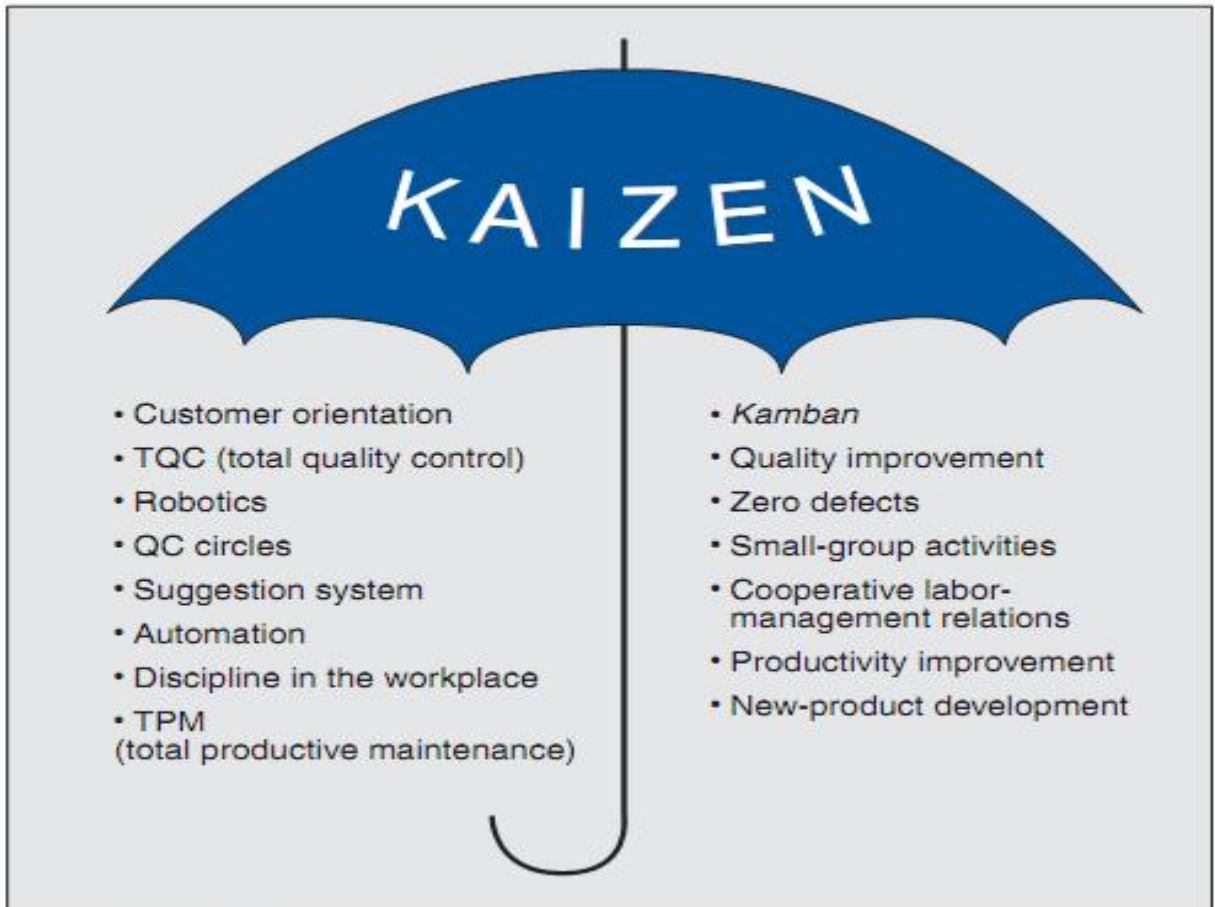 KAIZEN
• Customer orientation
• TQC (total quality control)
• Robotics
• QC circles
• Suggestion system
• Automation
• Discipline in the workplace
• TPM
(total productive maintenance)
• Kamban
• Quality improvement
• Zero defects
• Small-group activities
• Cooperative labor-
management relations
• Productivity improvement
• New-product development